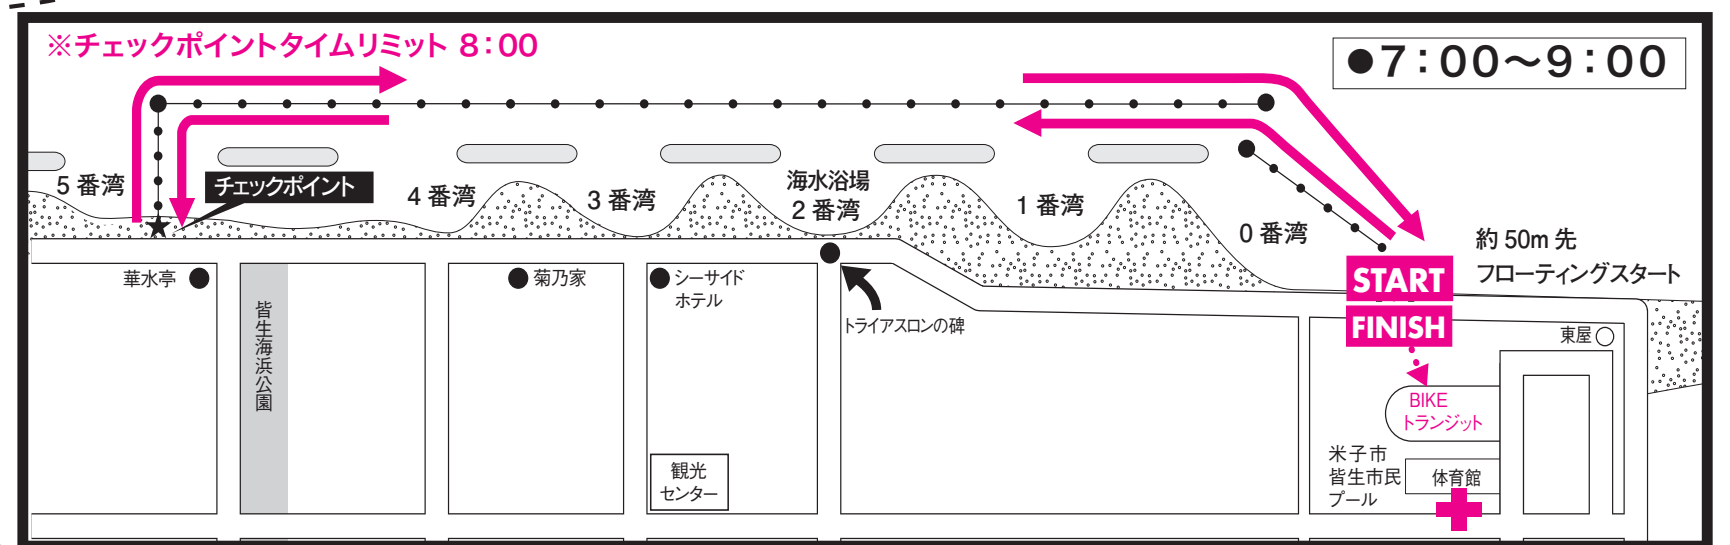 ※チェックポイントタイムリミット 8：00
●7：00〜9：00
5番湾
チェックポイント
4番湾
3番湾
海水浴場
2番湾
1番湾
0番湾
約50m先
フローティングスタート
START
FINISH
華水亭
菊乃家
シーサイド
ホテル
トライアスロンの碑
皆生海浜公園
東屋
BIKE
トランジット
観光
センター
米子市
皆生市民
プール
体育館